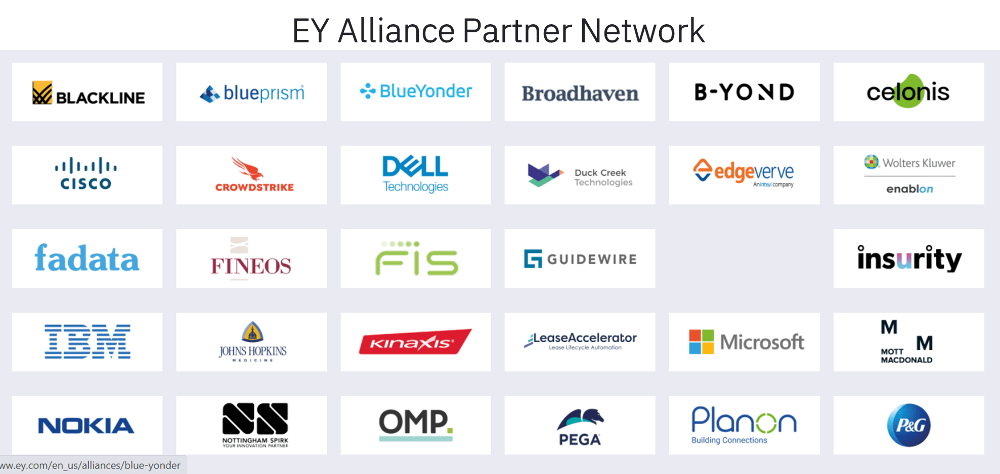 EY Alliance Partner Network
BLACKLINE
blueprism
BlueYonder
Broadhaven
B-YOND
celonis
CISCO
CROWDSTRIKE
DELL
Technologies
Duck Creek
Technologies
edgeverve
An Infosys company
Wolters Kluwer
enablon
fadata
FINEOS
FIS
GUIDEWIRE
insurity
IBM
JOHNS HOPKINS
MEDICINE
KINAXIS®
LeaseAccelerator
Lease Lifecycle Automation
Microsoft
M
M
MOTT
MACDONALD
NOKIA
NS
NOTTINGHAM SPIRK
YOUR INNOVATION PARTNER
OMP.
PEGA
Planon
Building Connections
P&G
ww.ey.com/en_us/alliances/blue-yonder